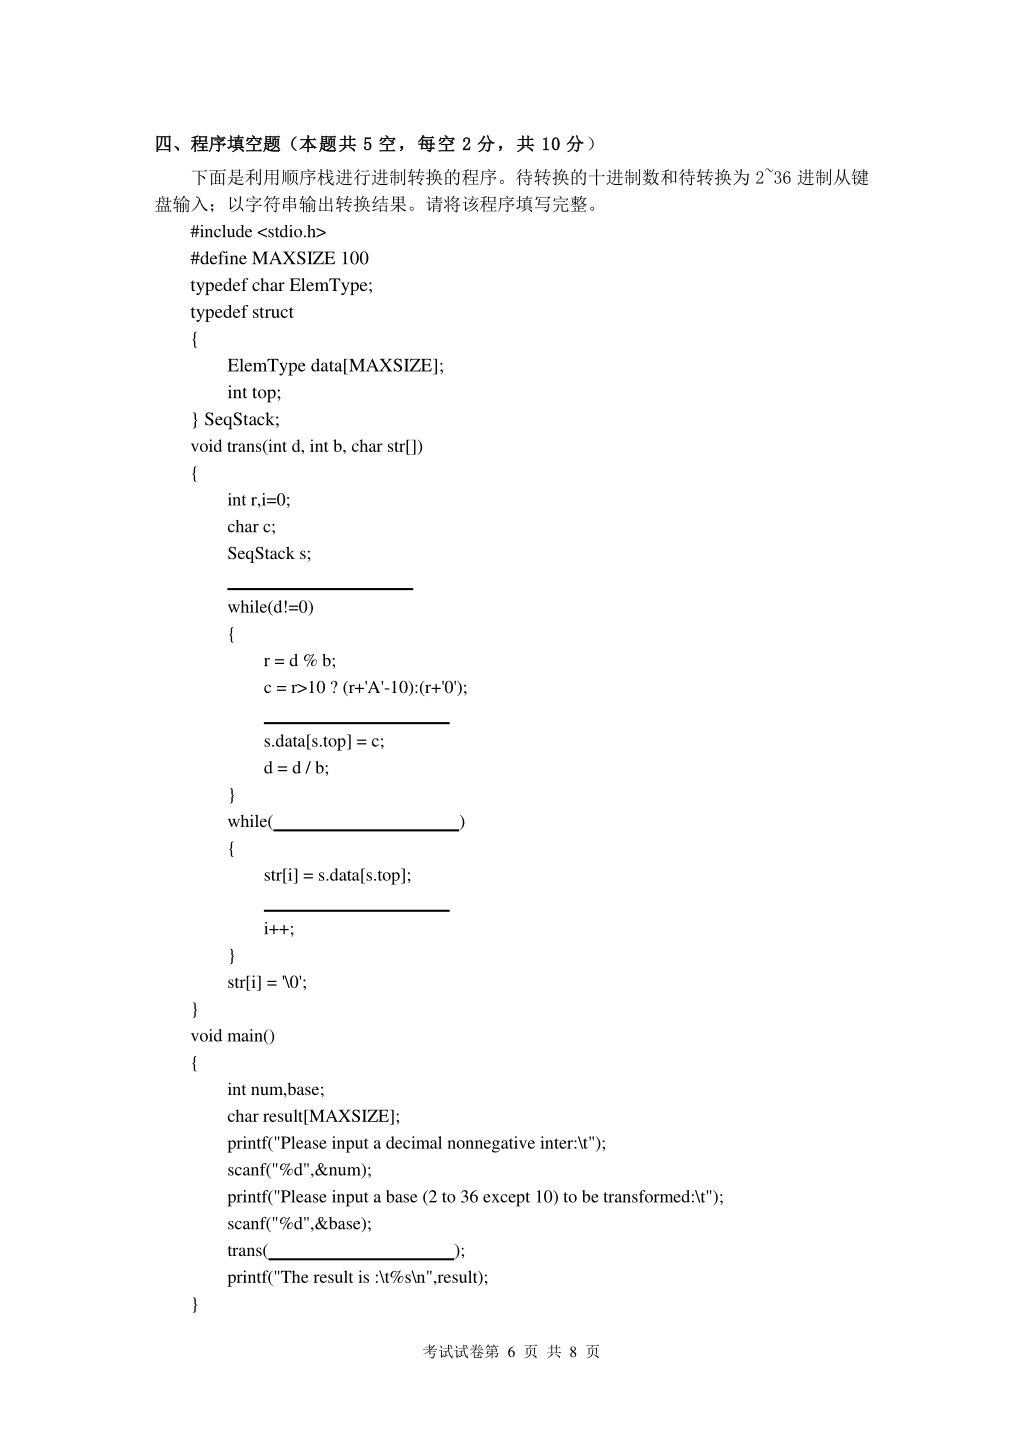 四、程序填空题（本题共 5 空，每空 2 分，共 10 分）
下面是利用顺序栈进行进制转换的程序。待转换的十进制数和待转换为 2~36 进制从键
盘输入；以字符串输出转换结果。请将该程序填写完整。
#include <stdio.h>
#define MAXSIZE 100
typedef char ElemType;
typedef struct
{
ElemType data[MAXSIZE];
int top;
} SeqStack;
void trans(int d, int b, char str[])
{
int r,i=0;
char c;
SeqStack s;
____________________
while(d!=0)
{
r = d % b;
c = r>10 ? (r+'A'-10):(r+'0');
____________________
s.data[s.top] = c;
d = d / b;
}
while(____________________)
{
str[i] = s.data[s.top];
____________________
i++;
}
str[i] = '\0';
}
void main()
{
int num,base;
char result[MAXSIZE];
printf("Please input a decimal nonnegative inter:\t");
scanf("%d",&num);
printf("Please input a base (2 to 36 except 10) to be transformed:\t");
scanf("%d",&base);
trans(____________________);
printf("The result is :\t%s\n",result);
}
考试试卷第 6 页 共 8 页